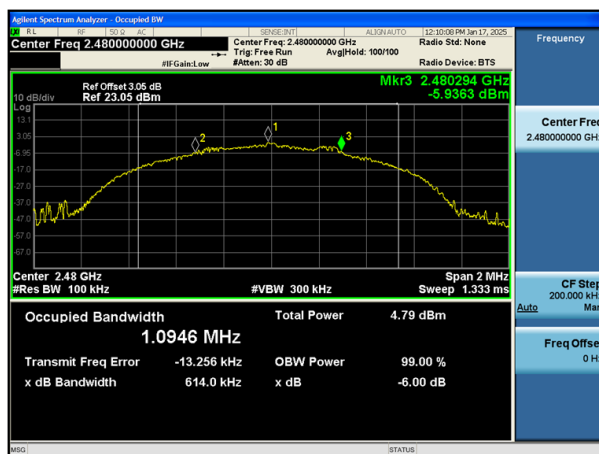 Agilent Spectrum Analyzer - Occupied BW
RL RF 50 Ω AC SENSE:INT ALIGN AUTO 12:10:08 PM Jan 17, 2025
Center Freq 2.480000000 GHz
Center Freq: 2.480000000 GHz Radio Std: None
Trig: Free Run Avg|Hold: 100/100
#IFGain:Low #Atten: 30 dB Radio Device: BTS
Frequency
Mkr3 2.480294 GHz
-5.9363 dBm
Ref Offset 3.05 dB
10 dB/div Ref 23.05 dBm
Log
13.1
3.05
-6.95
-17.0
-27.0
-37.0
-47.0
-57.0
-67.0
1
2
3
Center 2.48 GHz Span 2 MHz
#Res BW 100 kHz #VBW 300 kHz Sweep 1.333 ms
Occupied Bandwidth Total Power 4.79 dBm
1.0946 MHz
Transmit Freq Error -13.256 kHz OBW Power 99.00 %
x dB Bandwidth 614.0 kHz x dB -6.00 dB
Center Freq
2.480000000 GH
CF Step
200.000 kH
Auto Ma
Freq Offse
0 H
MSG STATUS